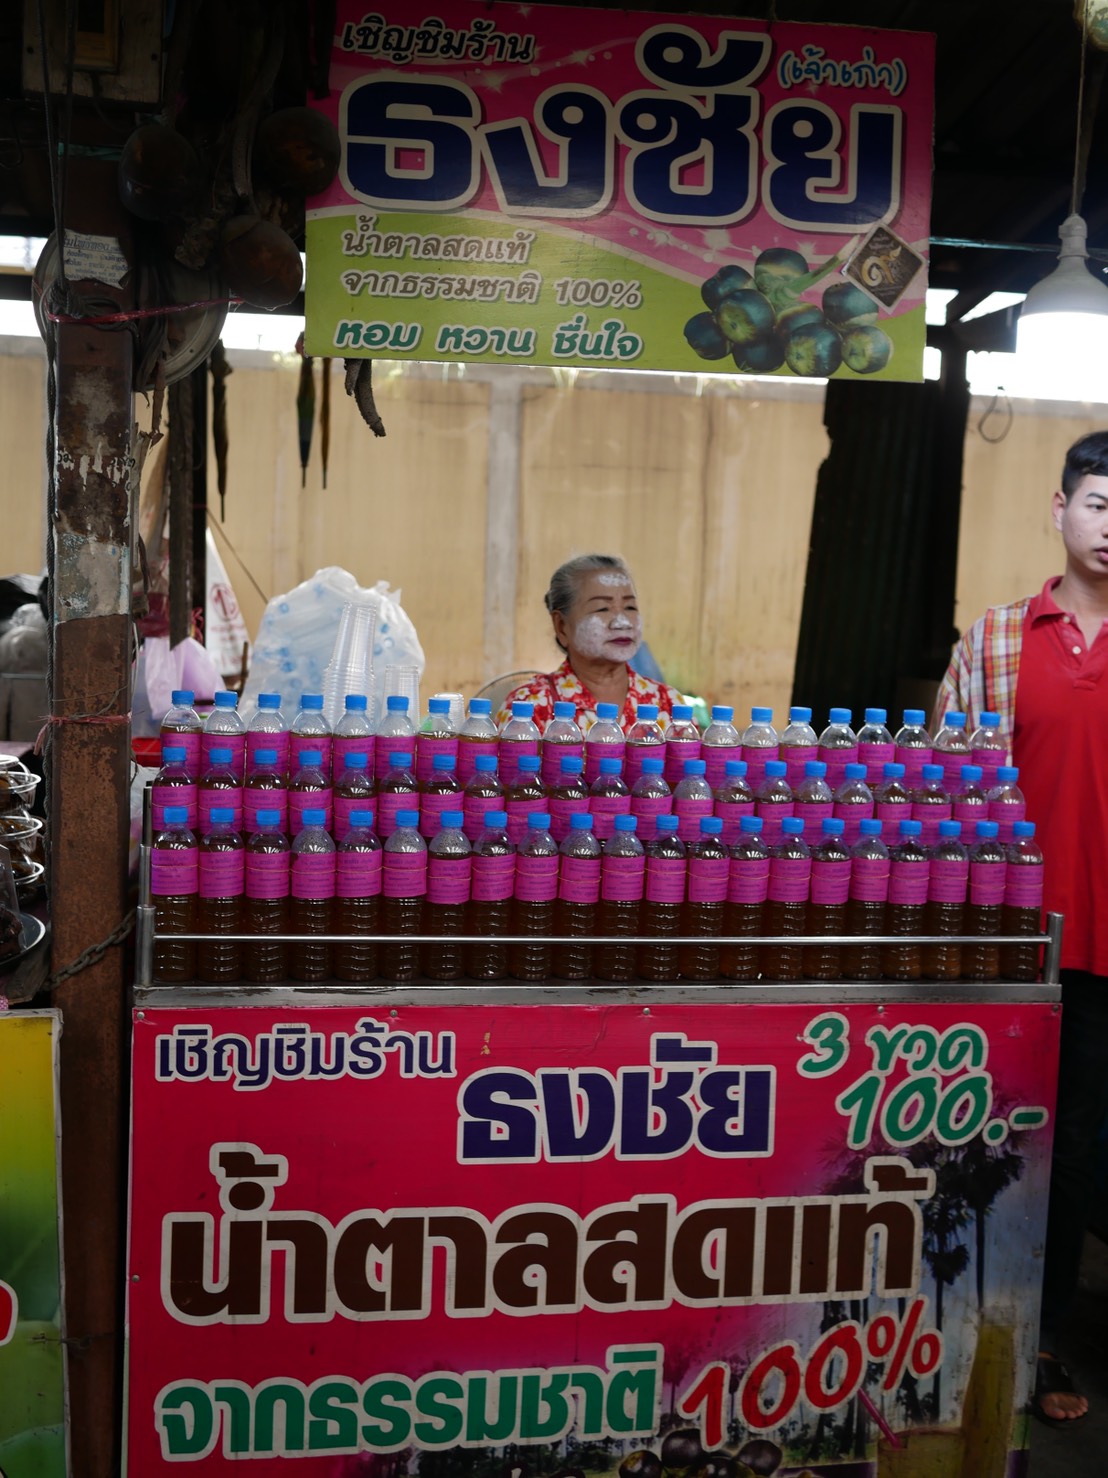 เชิญชิมร้าน
ธงชัย
(เจ้าเก่า)
น้ำตาลสดแท้
จากธรรมชาติ 100%
หอม หวาน ชื่นใจ
เชิญชิมร้าน
ธงชัย
3 ขวด
100.-
น้ำตาลสดแท้
จากธรรมชาติ 100%